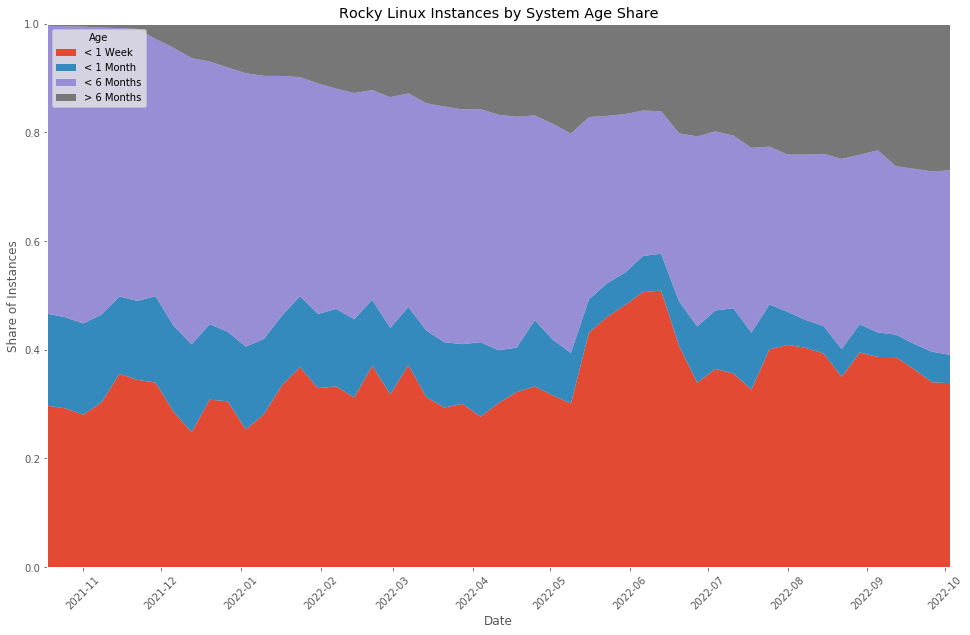 Rocky Linux Instances by System Age Share
Age
< 1 Week
< 1 Month
< 6 Months
> 6 Months
Share of Instances
1.0
0.8
0.6
0.4
0.2
0.0
2021-11
2021-12
2022-01
2022-02
2022-03
2022-04
2022-05
2022-06
2022-07
2022-08
2022-09
2022-10
Date